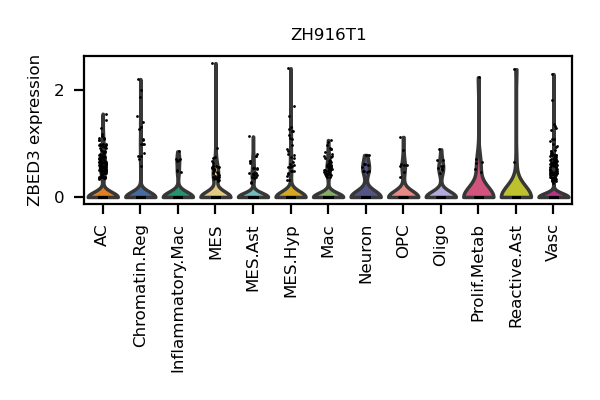 ZH916T1
ZBED3 expression
2
0
AC
Chromatin.Reg
Inflammatory.Mac
MES
MES.Ast
MES.Hyp
Mac
Neuron
OPC
Oligo
Prolif.Metab
Reactive.Ast
Vasc